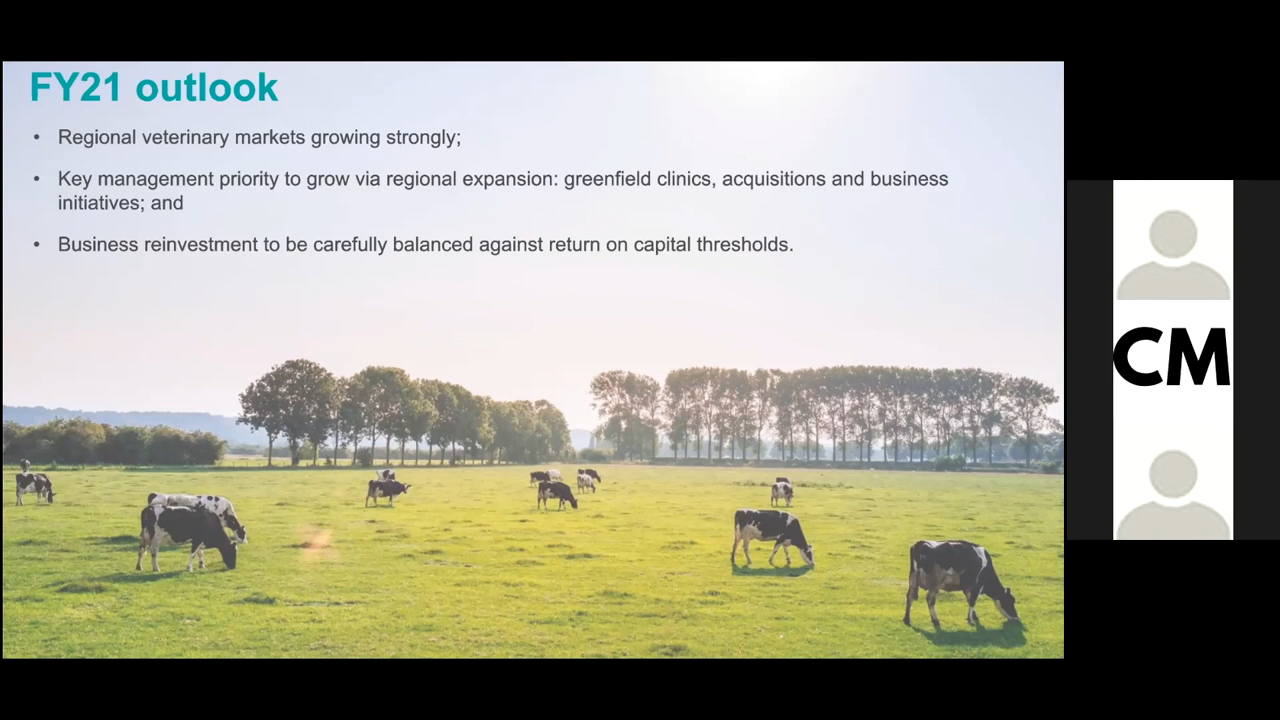 FY21 outlook
• Regional veterinary markets growing strongly;
• Key management priority to grow via regional expansion: greenfield clinics, acquisitions and business
initiatives; and
• Business reinvestment to be carefully balanced against return on capital thresholds.
CM